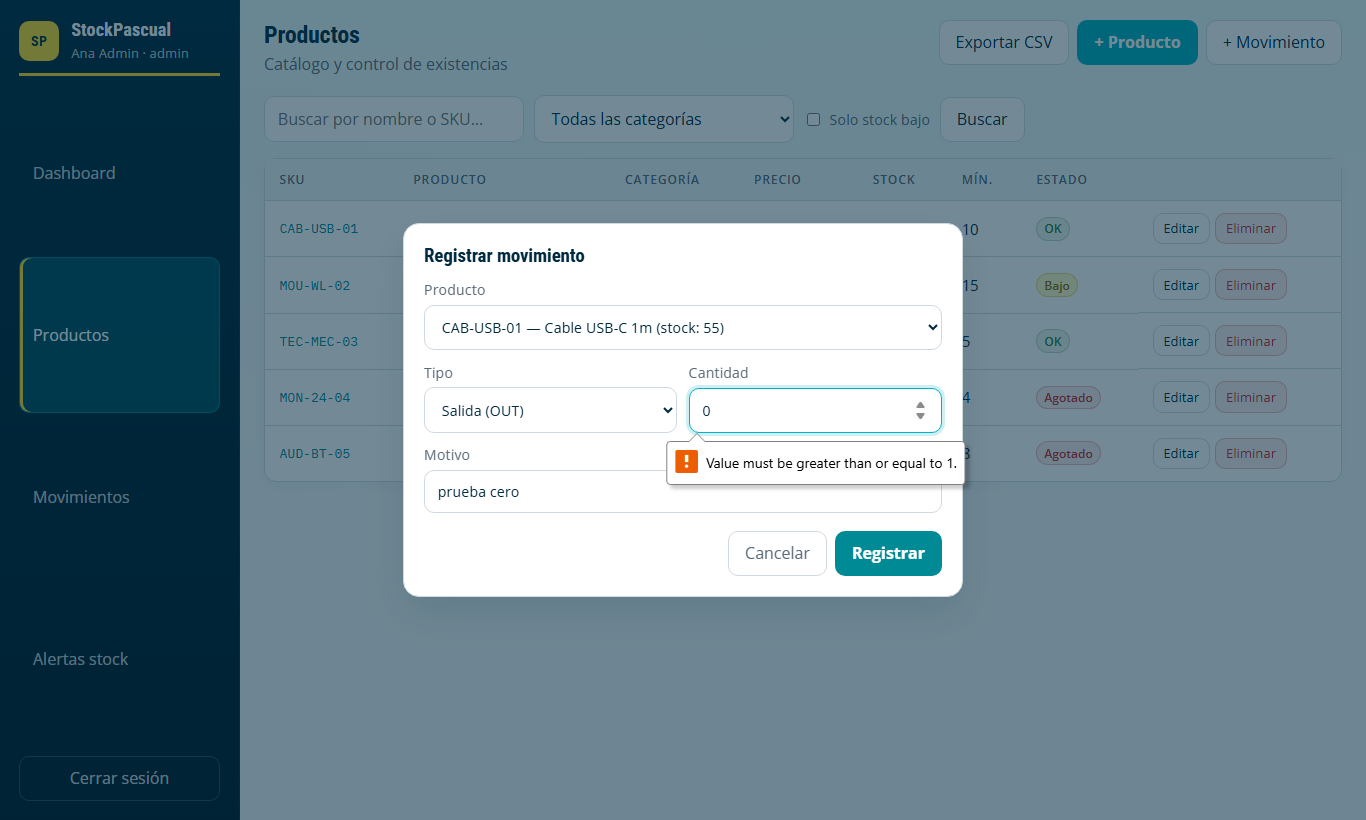 SP
StockPascual
Ana Admin · admin
Dashboard
Productos
Movimientos
Alertas stock
Cerrar sesión
Productos
Catálogo y control de existencias
Exportar CSV
+ Producto
+ Movimiento
Buscar por nombre o SKU...
Todas las categorías
Solo stock bajo
Buscar
SKU PRODUCTO CATEGORÍA PRECIO STOCK MÍN. ESTADO
CAB-USB-01 10 OK Editar Eliminar
MOU-WL-02 15 Bajo Editar Eliminar
TEC-MEC-03 5 OK Editar Eliminar
MON-24-04 4 Agotado Editar Eliminar
AUD-BT-05 Agotado Editar Eliminar
Registrar movimiento
Producto
CAB-USB-01 — Cable USB-C 1m (stock: 55)
Tipo
Cantidad
Salida (OUT)
0
Value must be greater than or equal to 1.
Motivo
prueba cero
Cancelar
Registrar